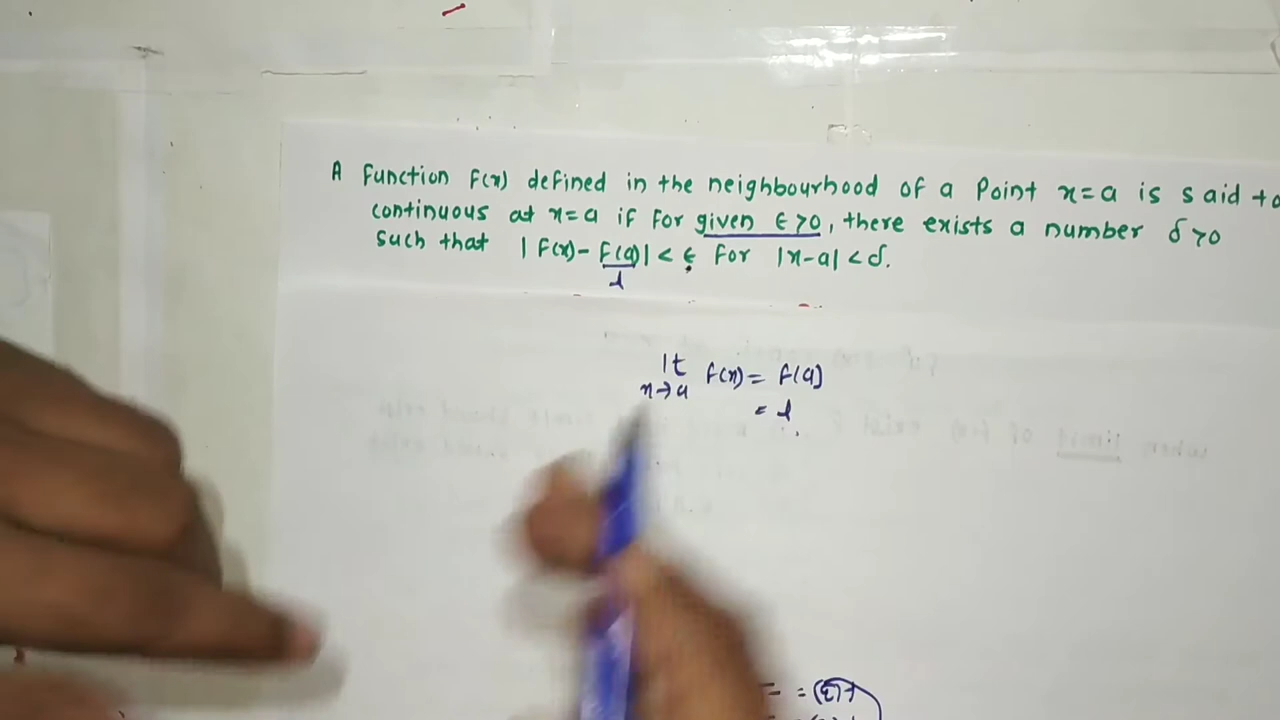 A function f(x) defined in the neighbourhood of a point x=a is said to
continuous at x=a if for given ϵ>0, there exists a number δ>0
such that |f(x)-f(a)|<ϵ for |x-a|<δ.
l
lt f(x)= f(a)
x→a
= l